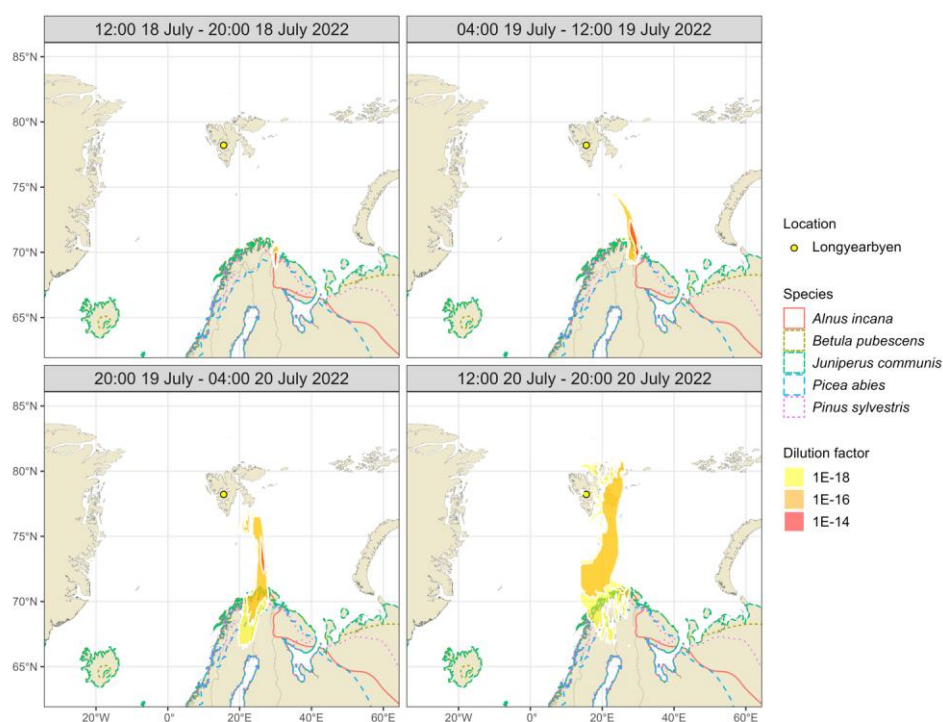 12:00 18 July - 20:00 18 July 2022
04:00 19 July - 12:00 19 July 2022
85°N
80°N
75°N
70°N
65°N
20:00 19 July - 04:00 20 July 2022
12:00 20 July - 20:00 20 July 2022
85°N
80°N
75°N
70°N
65°N
20°W 0° 20°E 40°E 60°E 20°W 0° 20°E 40°E 60°E
Location
Longyearbyen
Species
Alnus incana
Betula pubescens
Juniperus communis
Picea abies
Pinus sylvestris
Dilution factor
1E-18
1E-16
1E-14